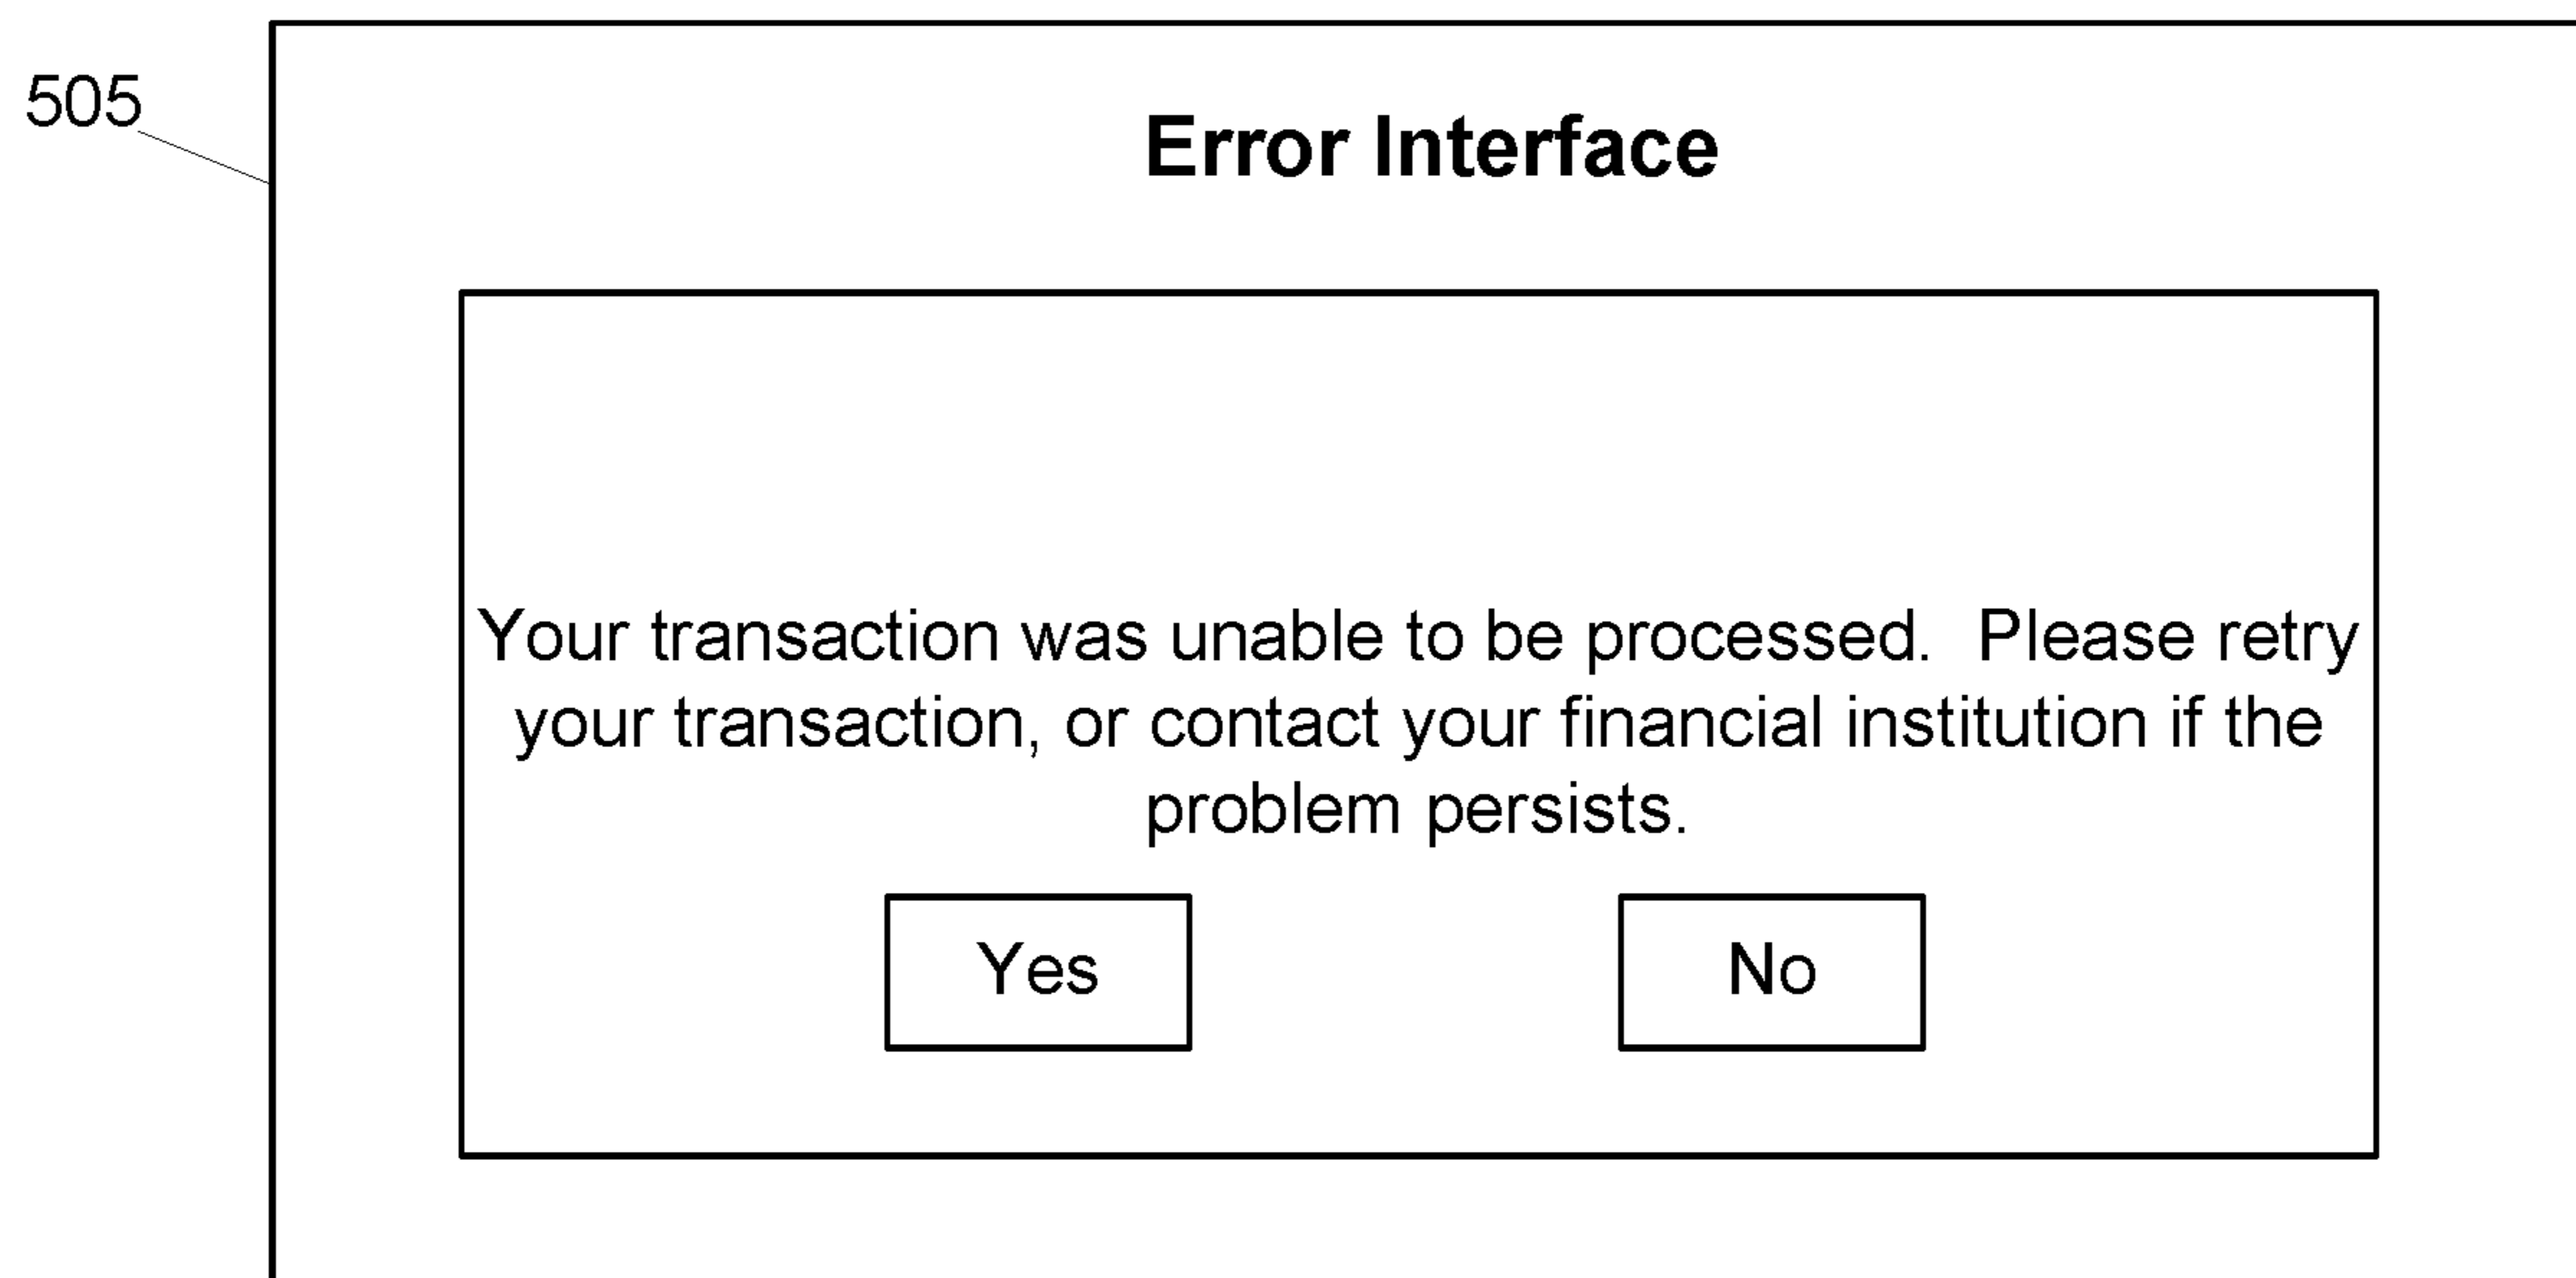 505
Error Interface
Your transaction was unable to be processed.  Please retry
your transaction, or contact your financial institution if the
problem persists.
Yes
No